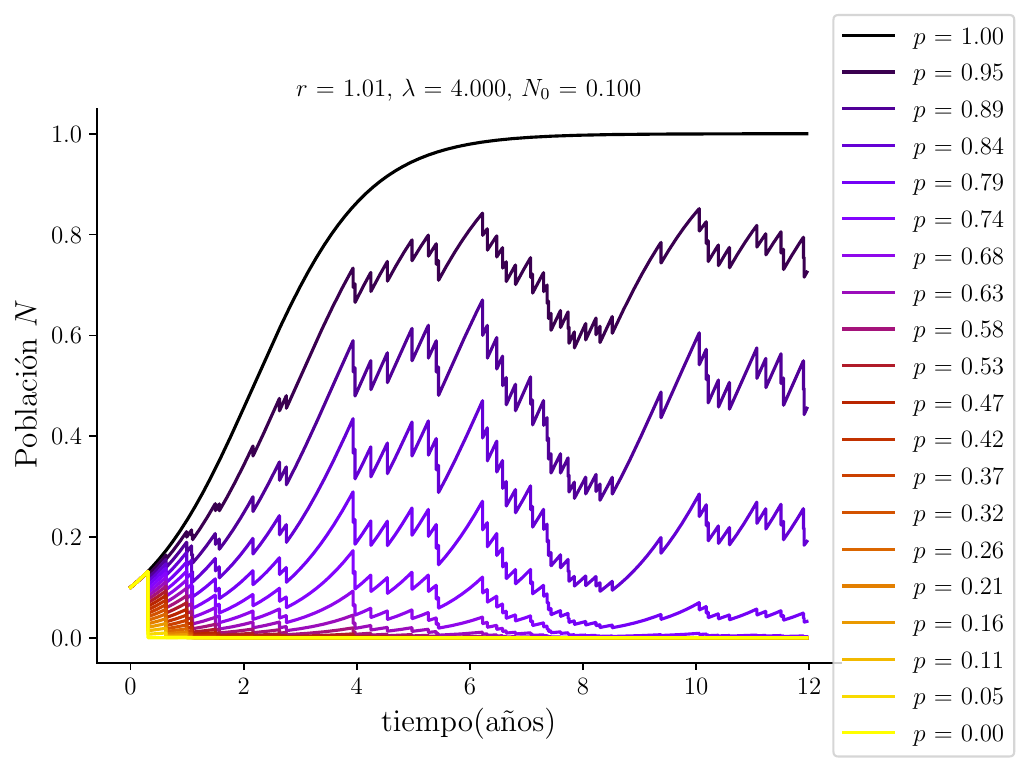 r = 1.01, λ = 4.000, N₀ = 0.100
Población N
1.0
0.8
0.6
0.4
0.2
0.0
0
2
4
6
8
10
12
tiempo(años)
p = 1.00
p = 0.95
p = 0.89
p = 0.84
p = 0.79
p = 0.74
p = 0.68
p = 0.63
p = 0.58
p = 0.53
p = 0.47
p = 0.42
p = 0.37
p = 0.32
p = 0.26
p = 0.21
p = 0.16
p = 0.11
p = 0.05
p = 0.00